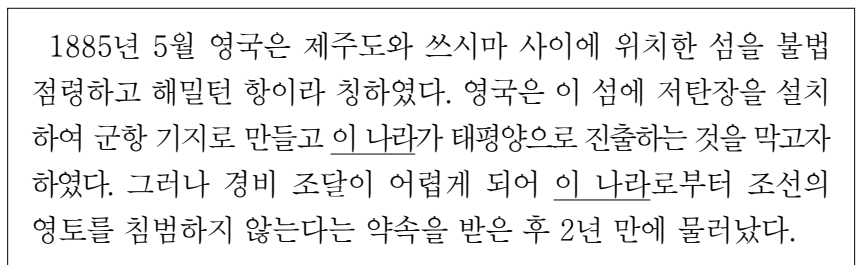 1885년 5월 영국은 제주도와 쓰시마 사이에 위치한 섬을 불법
점령하고 해밀턴 항이라 칭하였다. 영국은 이 섬에 저탄장을 설치
하여 군항 기지로 만들고 이 나라가 태평양으로 진출하는 것을 막고자
하였다. 그러나 경비 조달이 어렵게 되어 이 나라로부터 조선의
영토를 침범하지 않는다는 약속을 받은 후 2년 만에 물러났다.